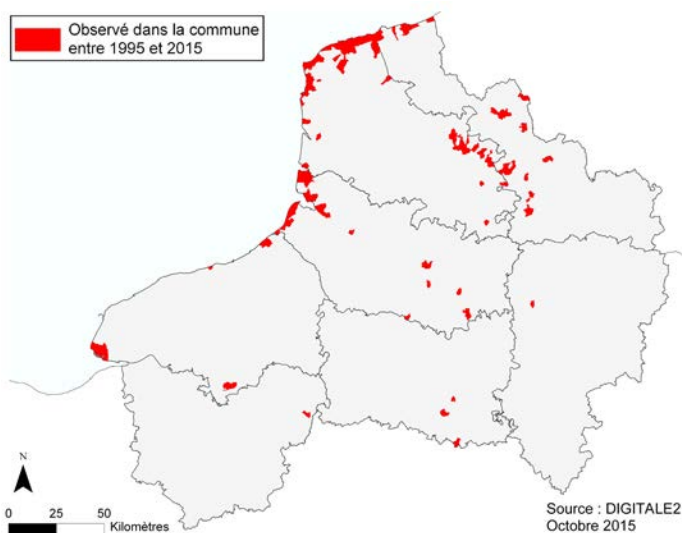 Observé dans la commune
entre 1995 et 2015
N
0 25 50
Kilomètres
Source : DIGITALE2
Octobre 2015